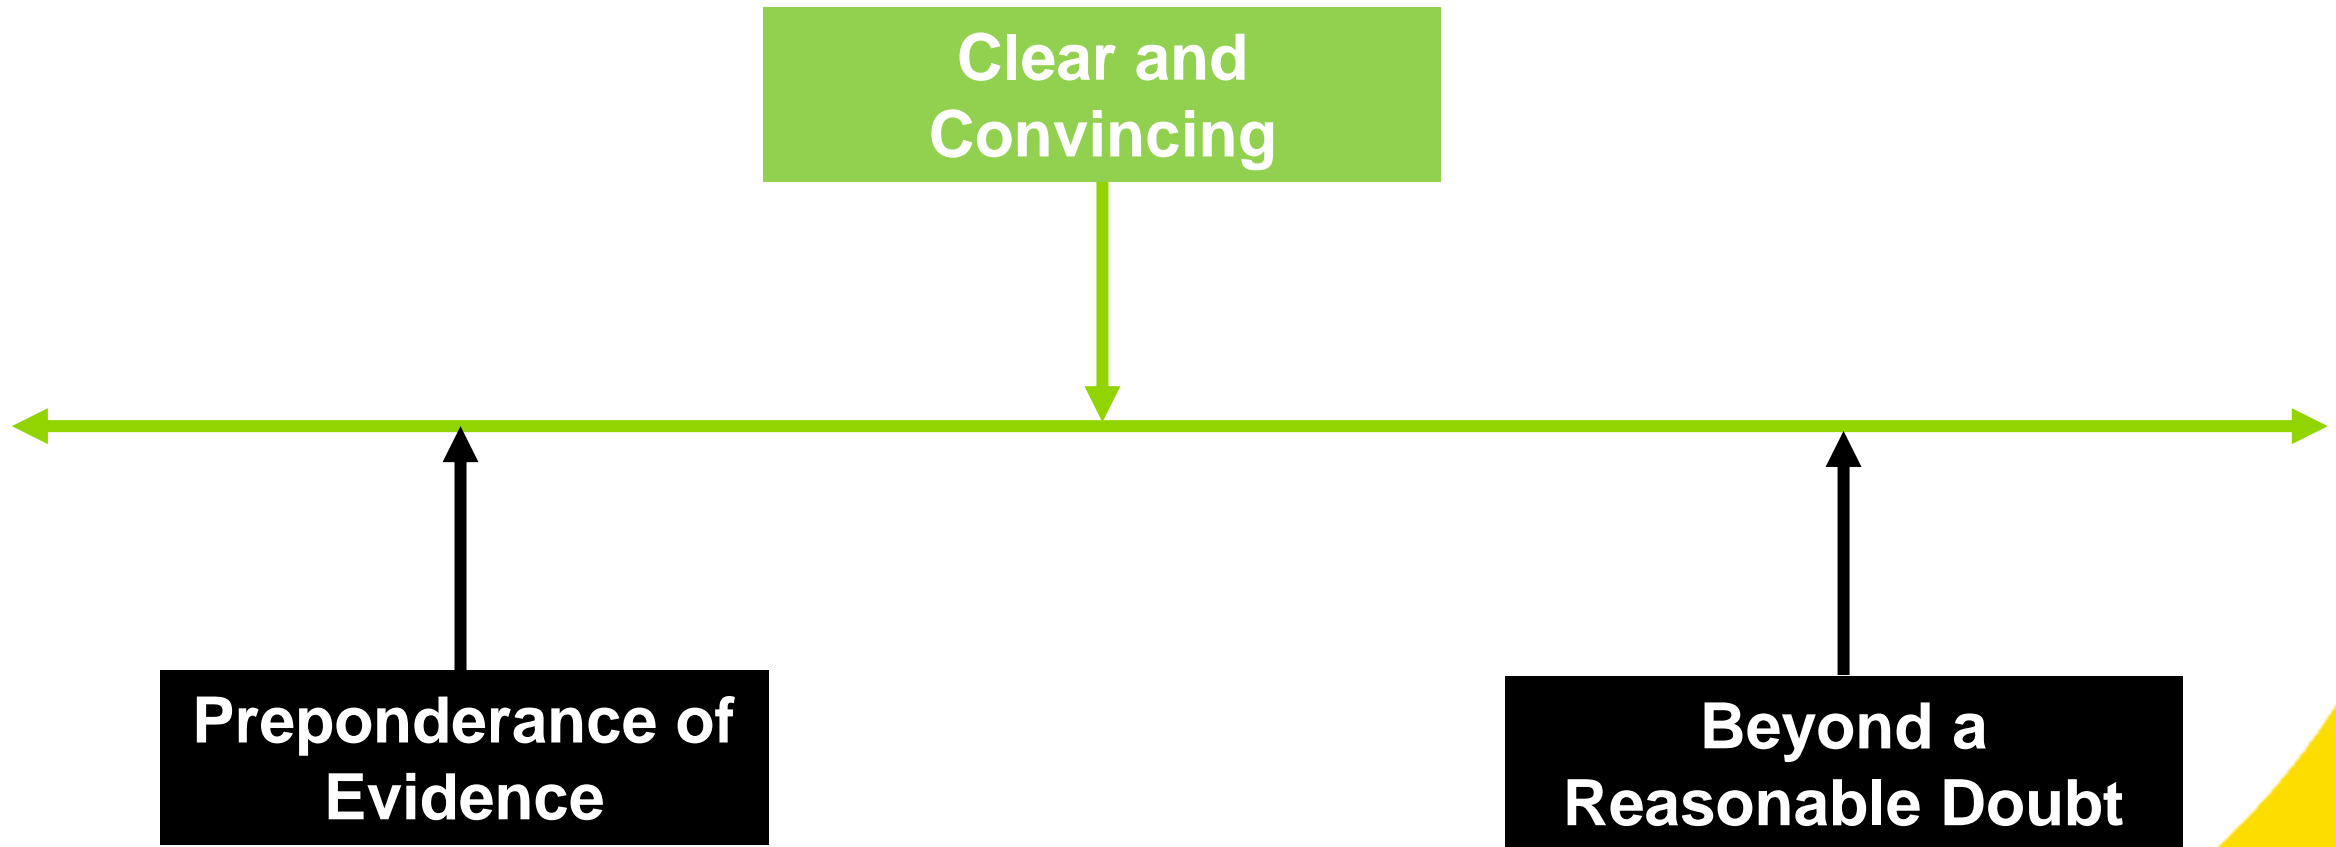 Clear and
Convincing
Preponderance of
Evidence
Beyond a
Reasonable Doubt